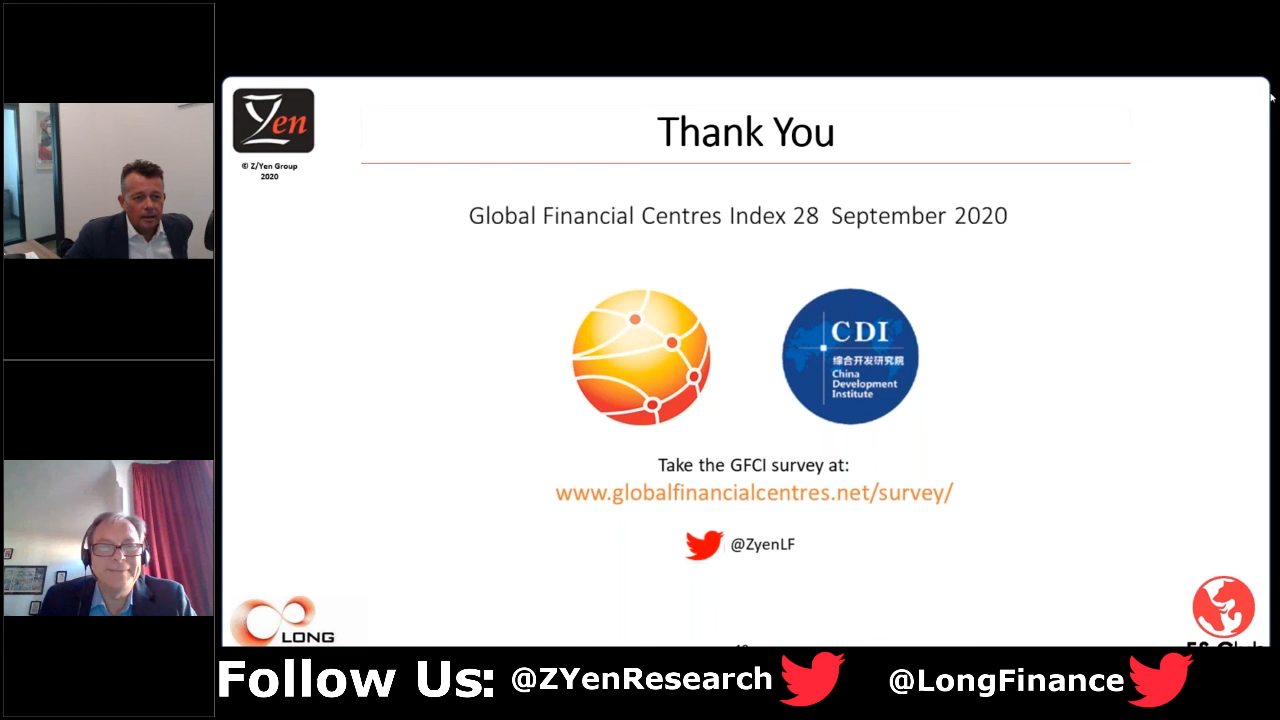 Yen
© Z/Yen Group
2020
Thank You
Global Financial Centres Index 28 September 2020
CDI
综合开发研究院
China
Development
Institute
Take the GFCI survey at:
www.globalfinancialcentres.net/survey/
@ZyenLF
LONG
Follow Us: @ZYenResearch @LongFinance